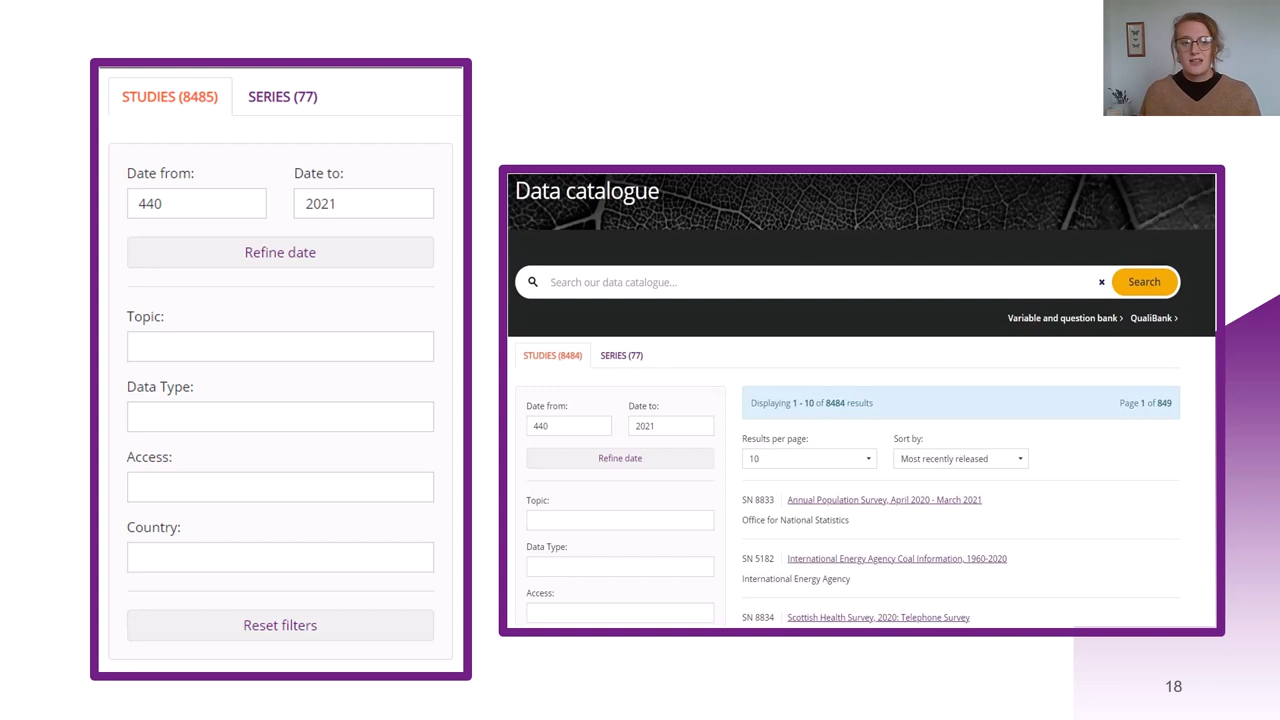 STUDIES (8485) SERIES (77)
Date from: Date to:
440 2021
Refine date
Topic:
Data Type:
Access:
Country:
Reset filters
Data catalogue
Search our data catalogue... × Search
Variable and question bank › QualiBank ›
STUDIES (8484) SERIES (77)
Date from: Date to:
440 2021
Refine date
Topic:
Data Type:
Access:
Displaying 1 - 10 of 8484 results Page 1 of 849
Results per page: Sort by:
10 Most recently released
SN 8833 Annual Population Survey, April 2020 - March 2021
Office for National Statistics
SN 5182 International Energy Agency Coal Information, 1960-2020
International Energy Agency
SN 8834 Scottish Health Survey, 2020: Telephone Survey
18